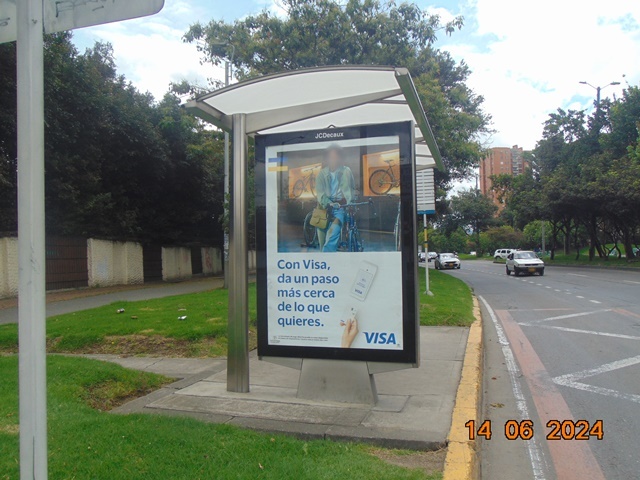 JCDecaux
Con Visa,
da un paso
más cerca
de lo que
quieres.
VISA
14 06 2024